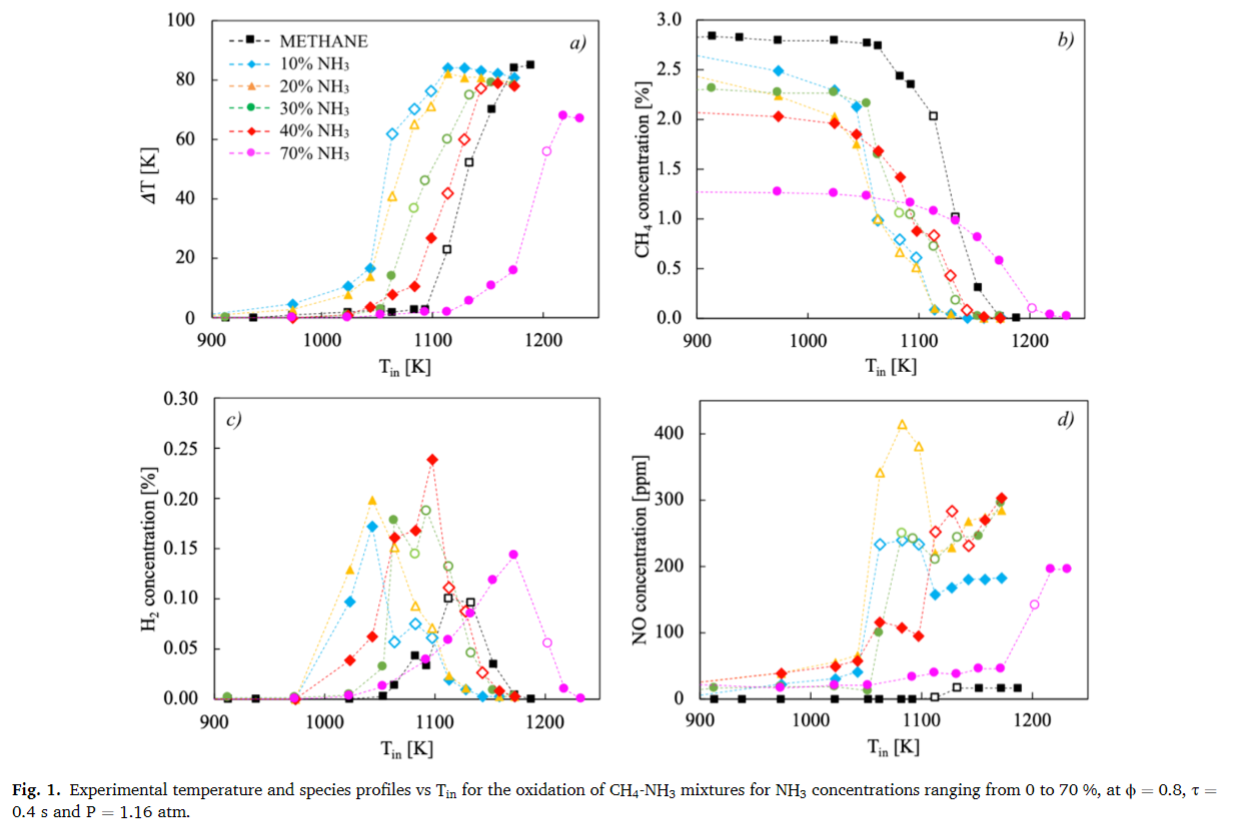 100
80
60
40
20
0
ΔT [K]
METHANE
10% NH₃
20% NH₃
30% NH₃
40% NH₃
70% NH₃
a)
900
1000
1100
1200
Tᵢₙ [K]
3.0
2.5
2.0
1.5
1.0
0.5
0.0
CH₄ concentration [%]
b)
900
1000
1100
1200
Tᵢₙ [K]
0.30
0.25
0.20
0.15
0.10
0.05
0.00
H₂ concentration [%]
c)
900
1000
1100
1200
Tᵢₙ [K]
400
300
200
100
0
NO concentration [ppm]
d)
900
1000
1100
1200
Tᵢₙ [K]
Fig. 1. Experimental temperature and species profiles vs Tᵢₙ for the oxidation of CH₄-NH₃ mixtures for NH₃ concentrations ranging from 0 to 70 %, at ϕ = 0.8, τ =
0.4 s and P = 1.16 atm.